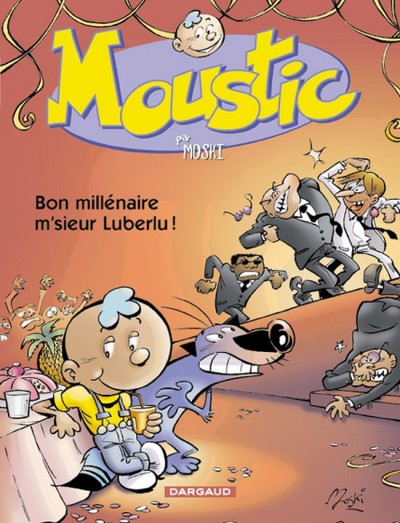 Moustic
par
MOSKI
Bon millénaire
m'sieur Luberlu !
Moski
DARGAUD